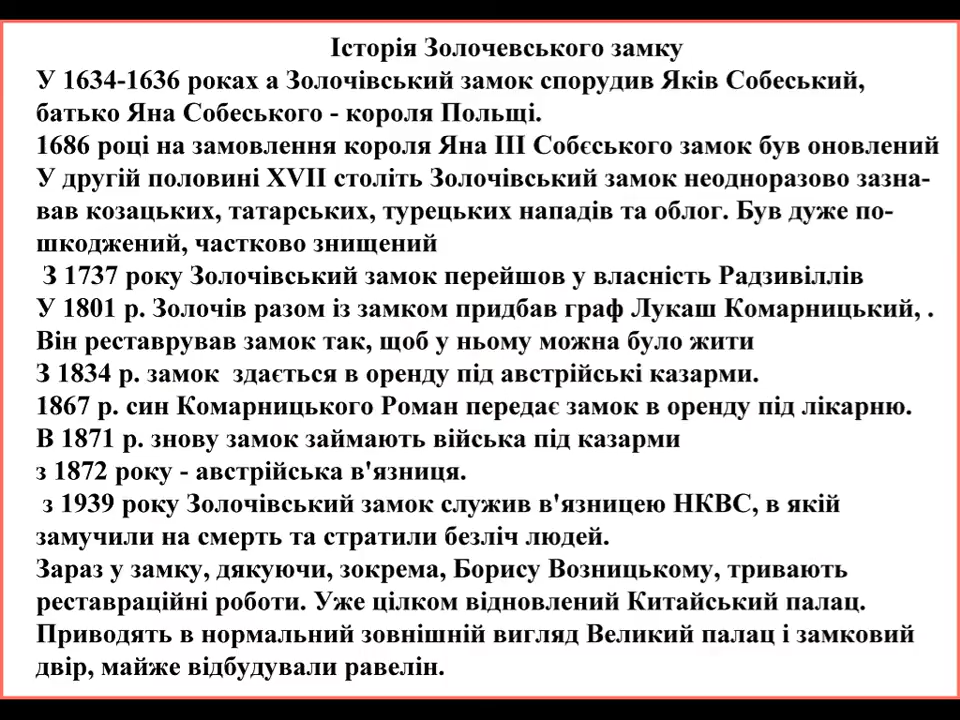 Історія Золочевського замку
У 1634-1636 роках а Золочівський замок спорудив Яків Собеський,
батько Яна Собеського - короля Польщі.
1686 році на замовлення короля Яна ІІІ Собєського замок був оновлений
У другій половині XVII століть Золочівський замок неодноразово зазна-
вав козацьких, татарських, турецьких нападів та облог. Був дуже по-
шкоджений, частково знищений
З 1737 року Золочівський замок перейшов у власність Радзивіллів
У 1801 р. Золочів разом із замком придбав граф Лукаш Комарницький, .
Він реставрував замок так, щоб у ньому можна було жити
З 1834 р. замок  здається в оренду під австрійські казарми.
1867 р. син Комарницького Роман передає замок в оренду під лікарню.
В 1871 р. знову замок займають війська під казарми
з 1872 року - австрійська в'язниця.
з 1939 року Золочівський замок служив в'язницею НКВС, в якій
замучили на смерть та стратили безліч людей.
Зараз у замку, дякуючи, зокрема, Борису Возницькому, тривають
реставраційні роботи. Уже цілком відновлений Китайський палац.
Приводять в нормальний зовнішній вигляд Великий палац і замковий
двір, майже відбудували равелін.